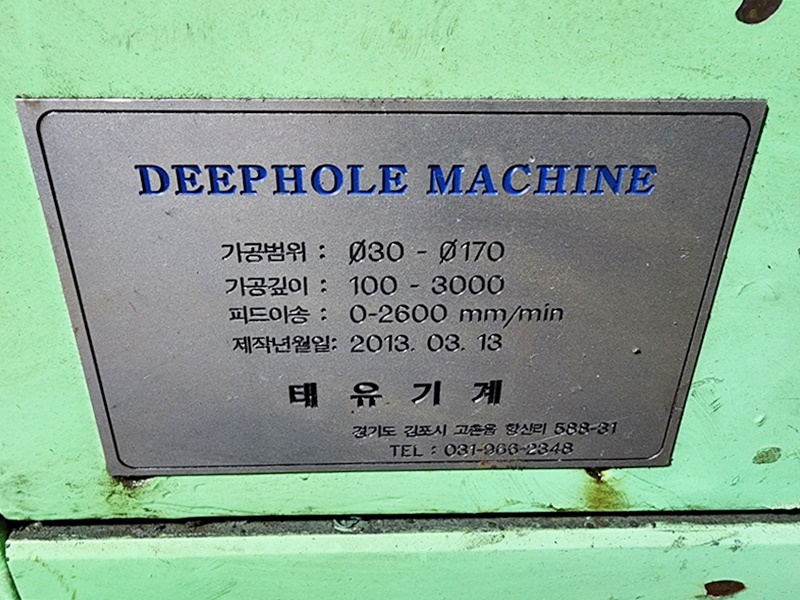 DEEPHOLE MACHINE
가공범위 : Ø30 - Ø170
가공깊이 : 100 - 3000
피드이송 : 0-2600 mm/min
제작년월일: 2013. 03. 13
태 유 기 계
경기도 김포시 고촌읍 향산리 588-31
TEL : 031-966-2348